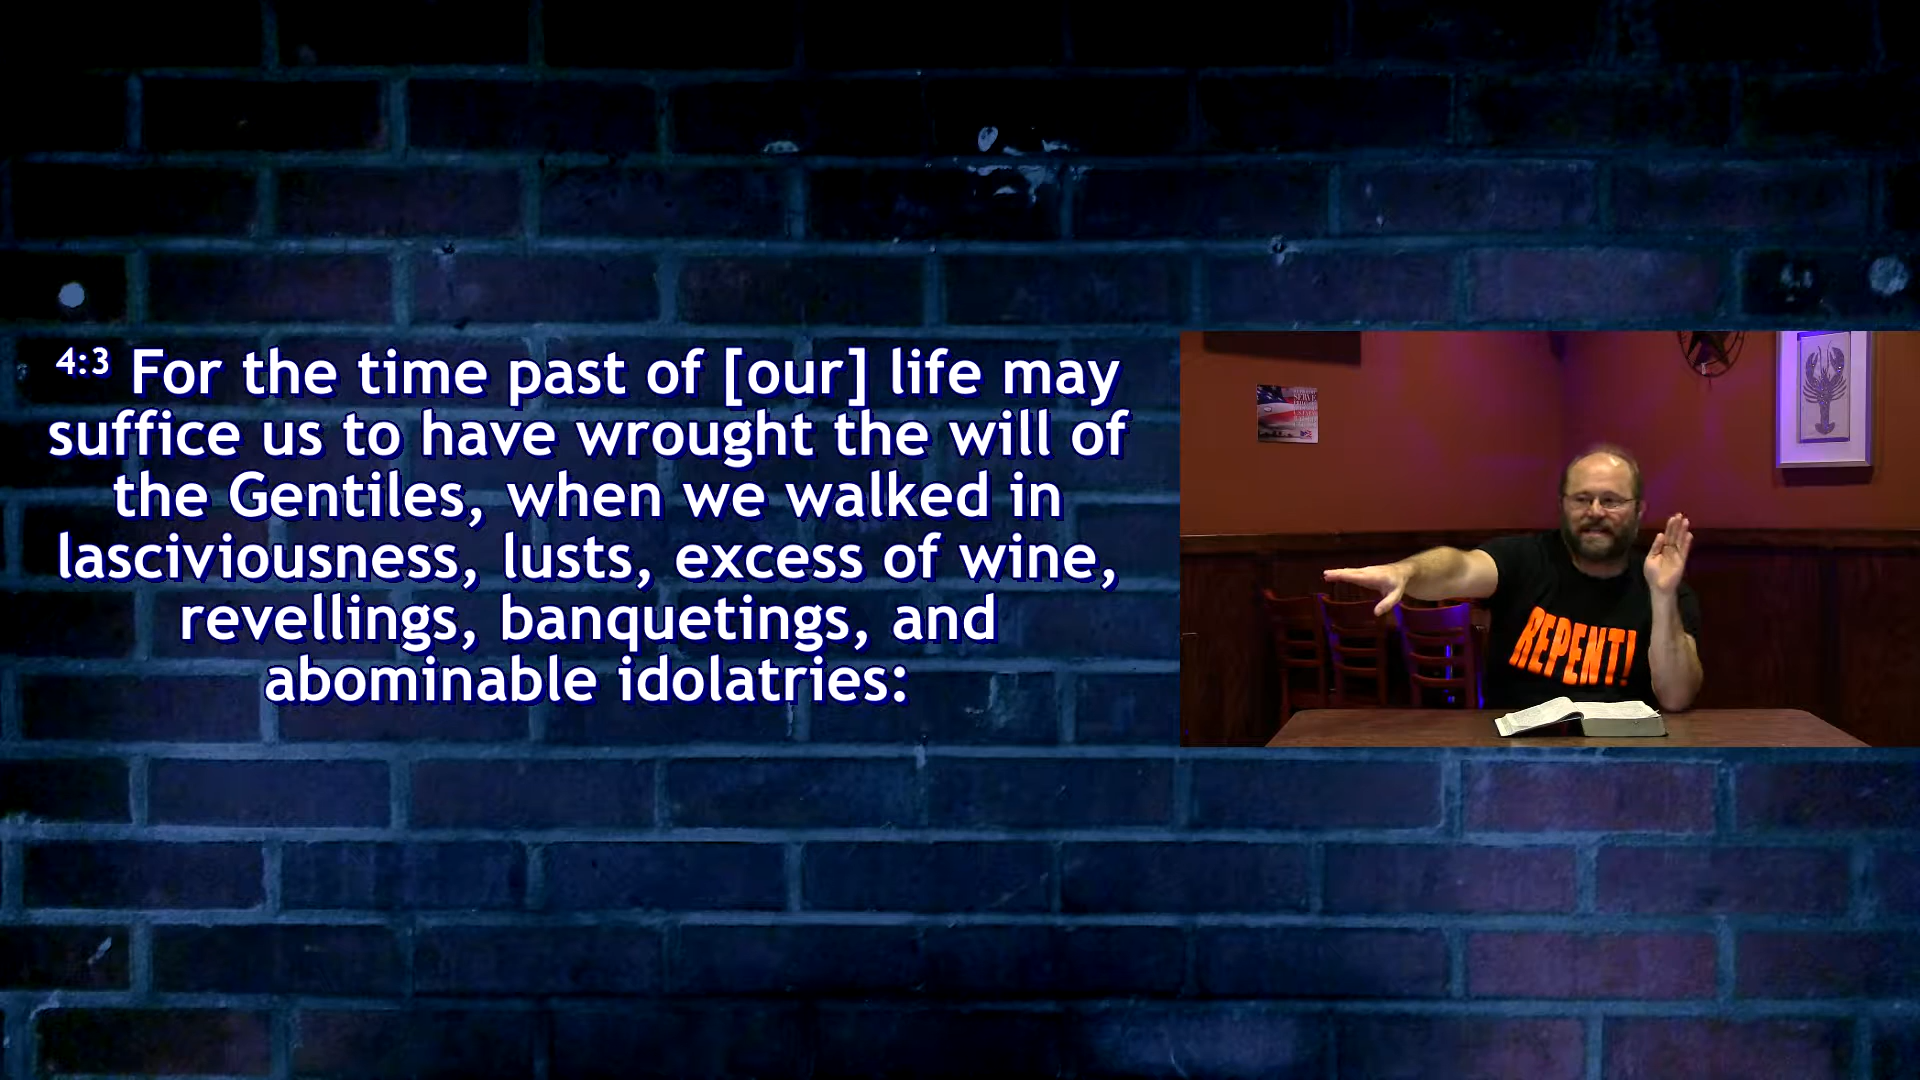 4:3 For the time past of [our] life may
suffice us to have wrought the will of
the Gentiles, when we walked in
lasciviousness, lusts, excess of wine,
revellings, banquetings, and
abominable idolatries:
SERVE
REPENT!